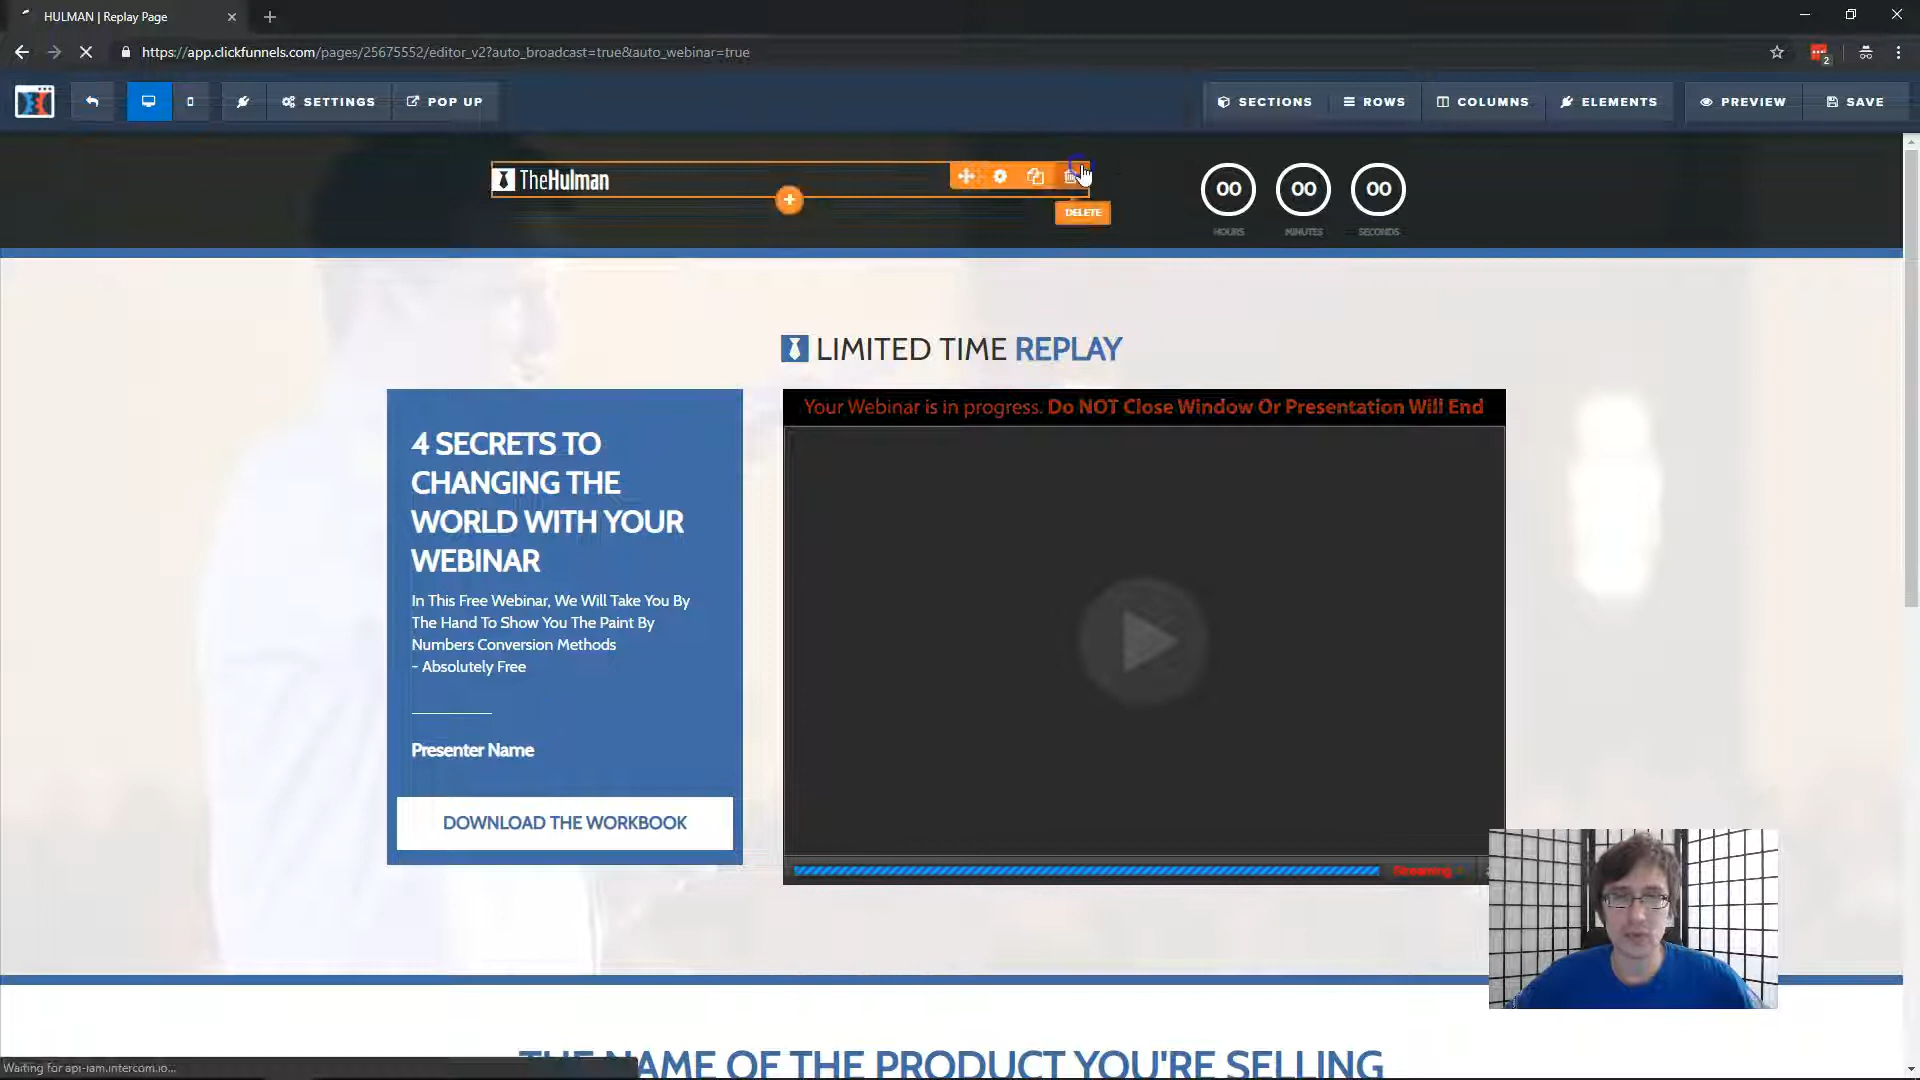 HULMAN | Replay Page
https://app.clickfunnels.com/pages/25675552/editor_v2?auto_broadcast=true&auto_webinar=true
2
SETTINGS
POP UP
SECTIONS
ROWS
COLUMNS
ELEMENTS
PREVIEW
SAVE
TheHulman
DELETE
00 00 00
HOURS MINUTES SECONDS
LIMITED TIME REPLAY
Your Webinar is in progress. Do NOT Close Window Or Presentation Will End
4 SECRETS TO
CHANGING THE
WORLD WITH YOUR
WEBINAR
In This Free Webinar, We Will Take You By
The Hand To Show You The Paint By
Numbers Conversion Methods
- Absolutely Free
Presenter Name
DOWNLOAD THE WORKBOOK
Streaming
THE NAME OF THE PRODUCT YOU'RE SELLING
Waiting for api-iam.intercom.io...